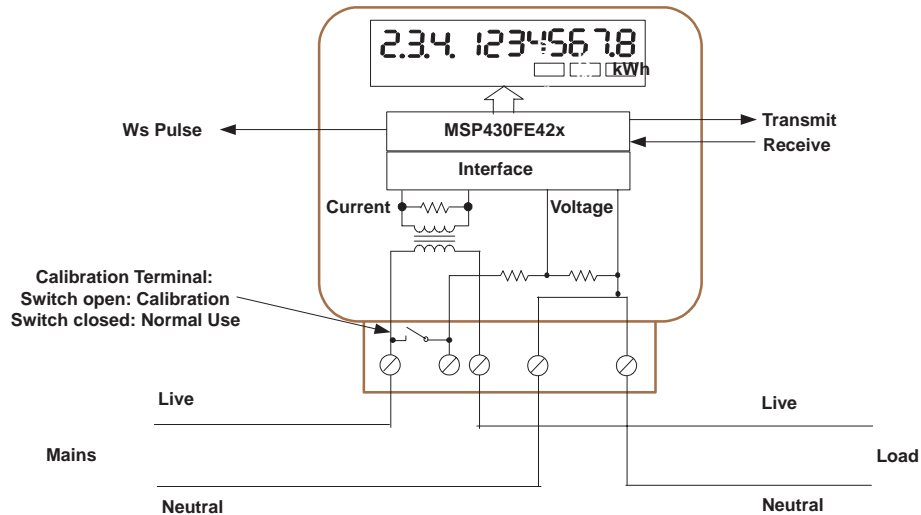 2.3.4. 1234567.8
kWh
Ws Pulse
MSP430FE42x
Transmit
Receive
Interface
Current
Voltage
Calibration Terminal:
Switch open: Calibration
Switch closed: Normal Use
Live
Live
Mains
Load
Neutral
Neutral